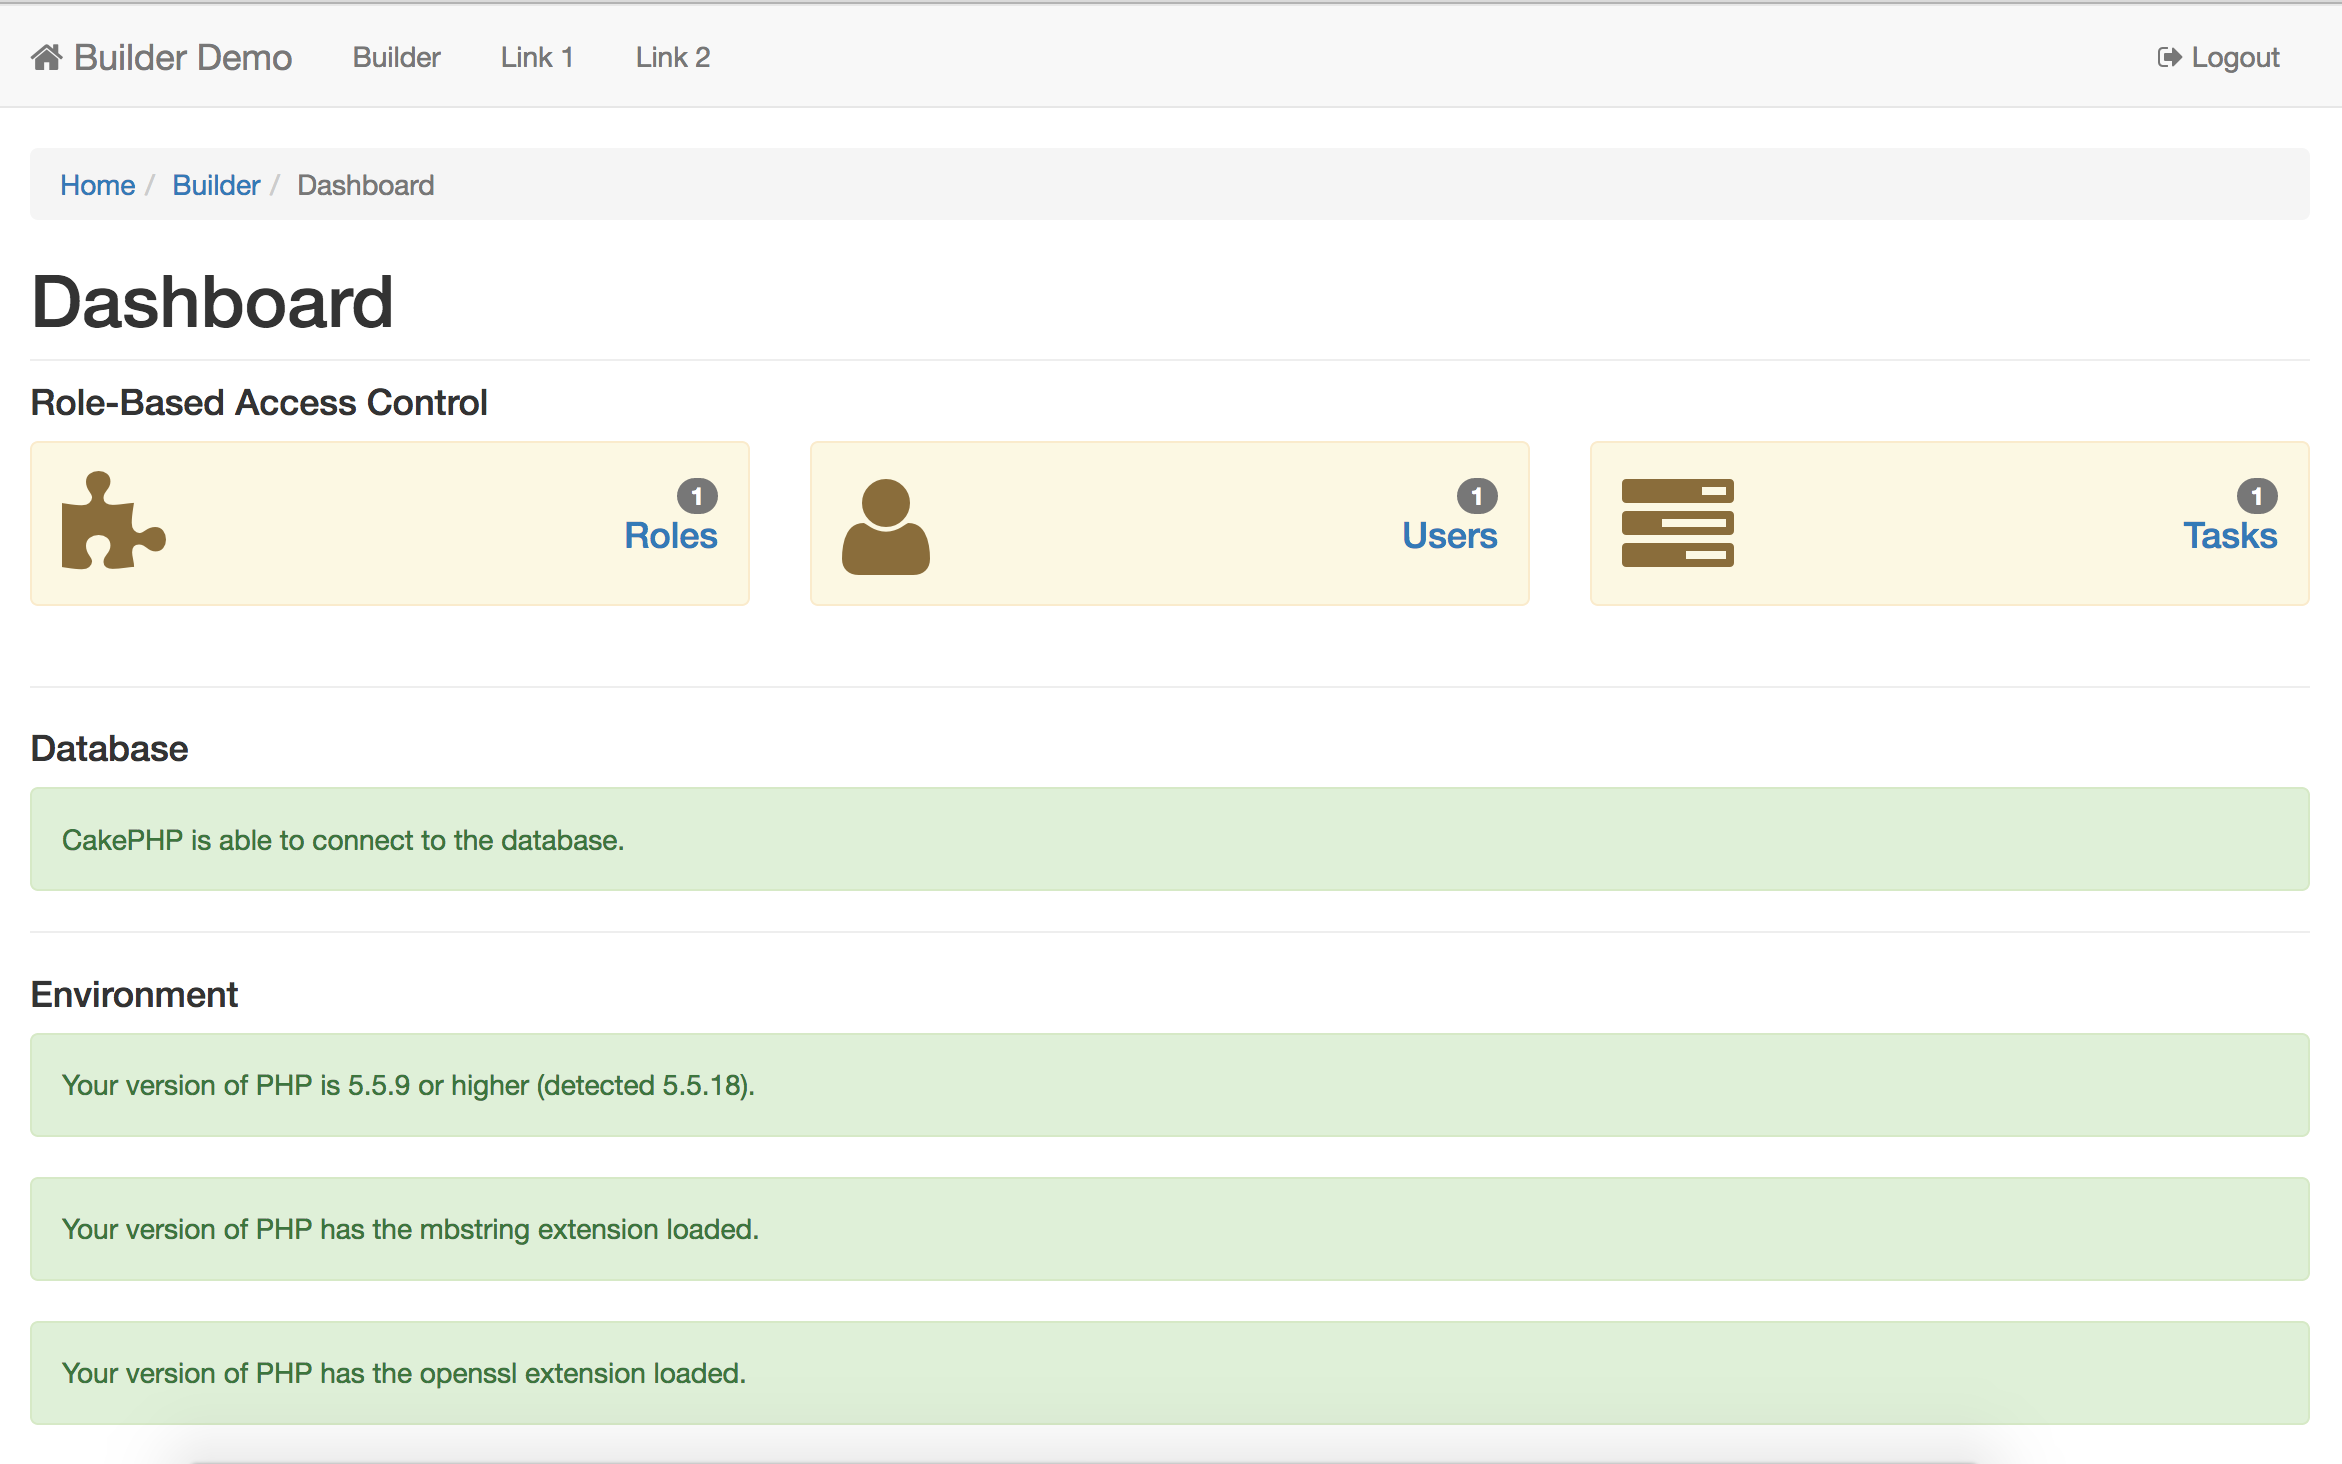 Builder Demo Builder Link 1 Link 2 Logout
Home / Builder / Dashboard
Dashboard
Role-Based Access Control
1
Roles
1
Users
1
Tasks
Database
CakePHP is able to connect to the database.
Environment
Your version of PHP is 5.5.9 or higher (detected 5.5.18).
Your version of PHP has the mbstring extension loaded.
Your version of PHP has the openssl extension loaded.